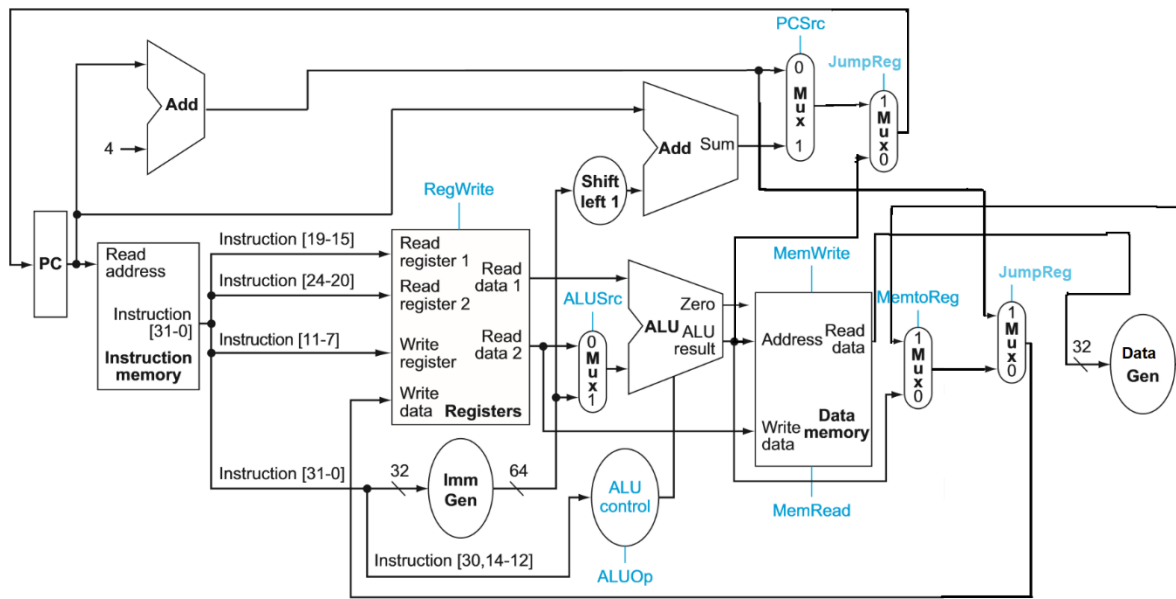 PCSrc
0
Mux
1
JumpReg
1
Mux
0
Add
4
Add Sum
Shift
left 1
RegWrite
PC
Read
address
Instruction
[31-0]
Instruction
memory
Instruction [19-15]
Instruction [24-20]
Instruction [11-7]
Instruction [31-0]
Instruction [30,14-12]
Read
register 1
Read
data 1
Read
register 2
Read
data 2
Write
register
Write
data
Registers
32
Imm
Gen
64
ALUSrc
0
Mux
1
Zero
ALU
ALU
result
ALU
control
ALUOp
MemWrite
Address
Read
data
Write
data
Data
memory
MemRead
MemtoReg
1
Mux
0
JumpReg
1
Mux
0
32
Data
Gen